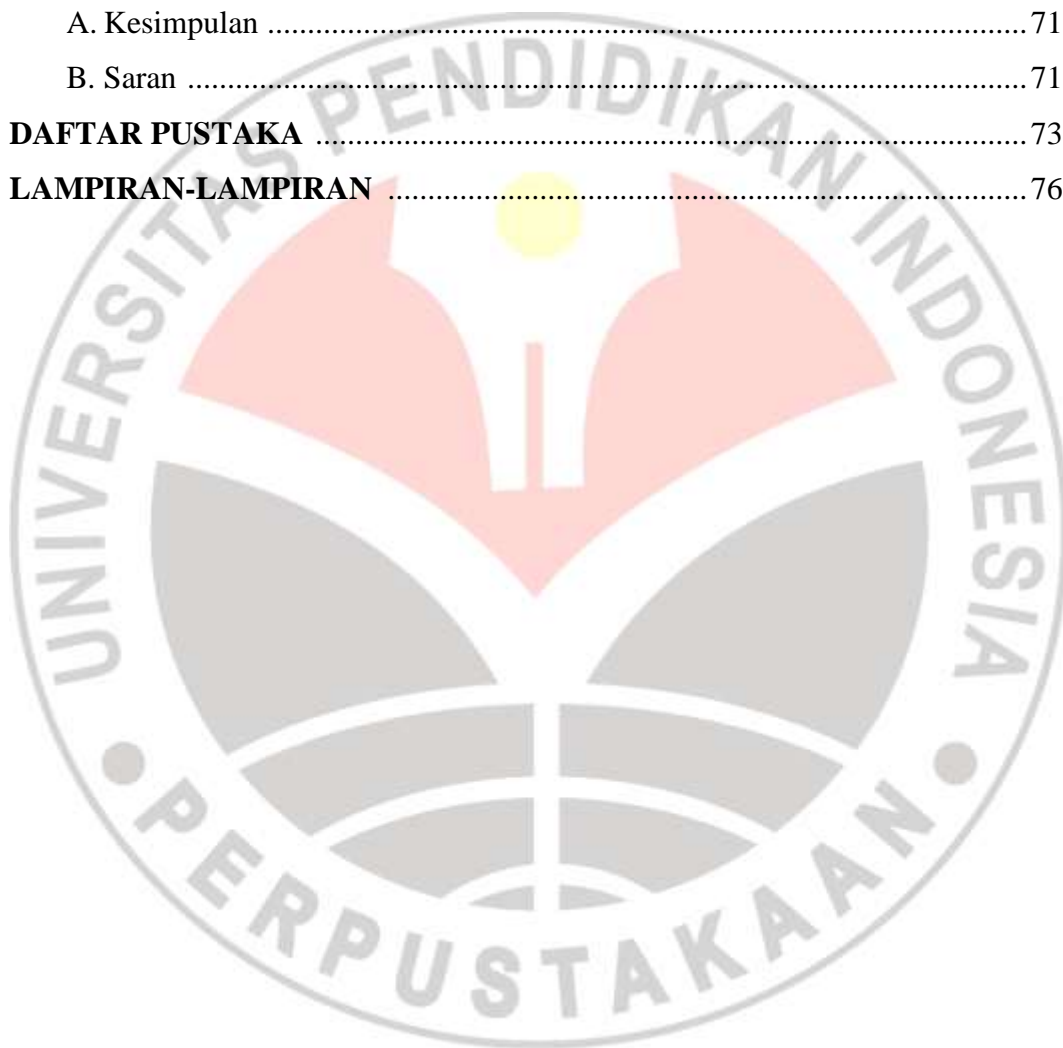 A. Kesimpulan ........................................................................................ 71
B. Saran ................................................................................................... 71
DAFTAR PUSTAKA .............................................................................. 73
LAMPIRAN-LAMPIRAN ..................................................................... 76
UNIVERSITAS PENDIDIKAN INDONESIA
PERPUSTAKAAN